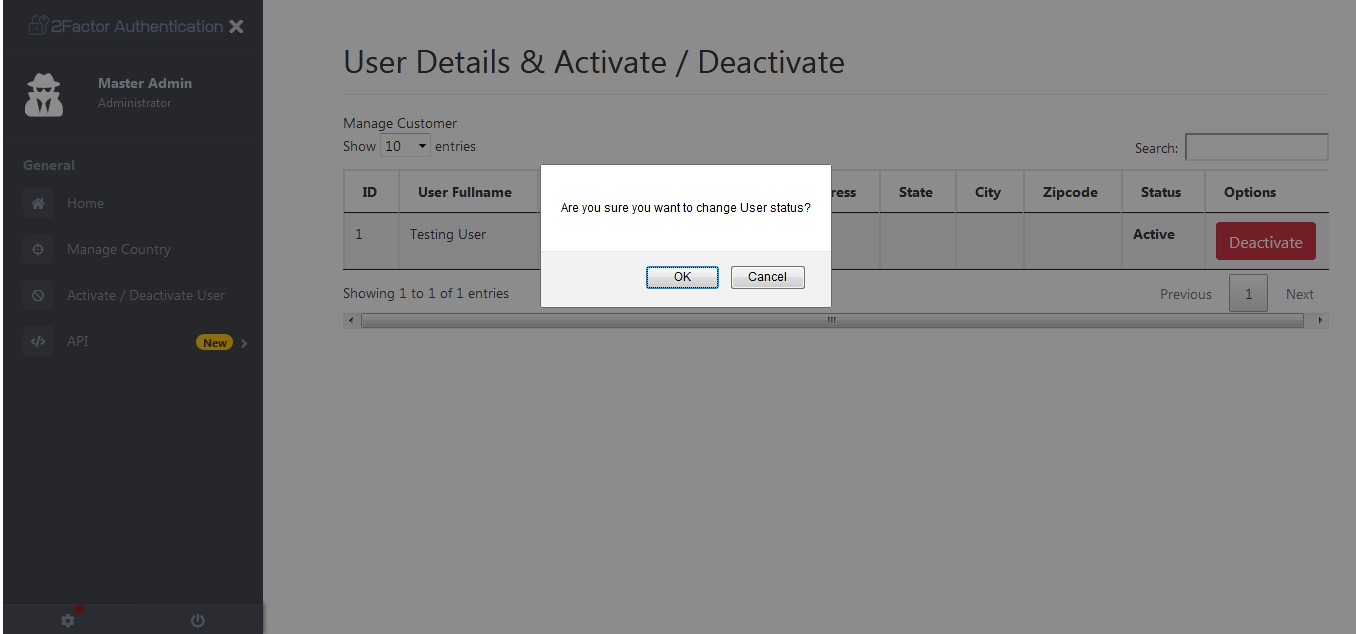 2Factor Authentication
Master Admin
Administrator
General
Home
Manage Country
Activate / Deactivate User
API New
User Details & Activate / Deactivate
Manage Customer
Show 10 entries
Search:
ID User Fullname ress State City Zipcode Status Options
1 Testing User Active Deactivate
Showing 1 to 1 of 1 entries
Previous 1 Next
Are you sure you want to change User status?
OK Cancel